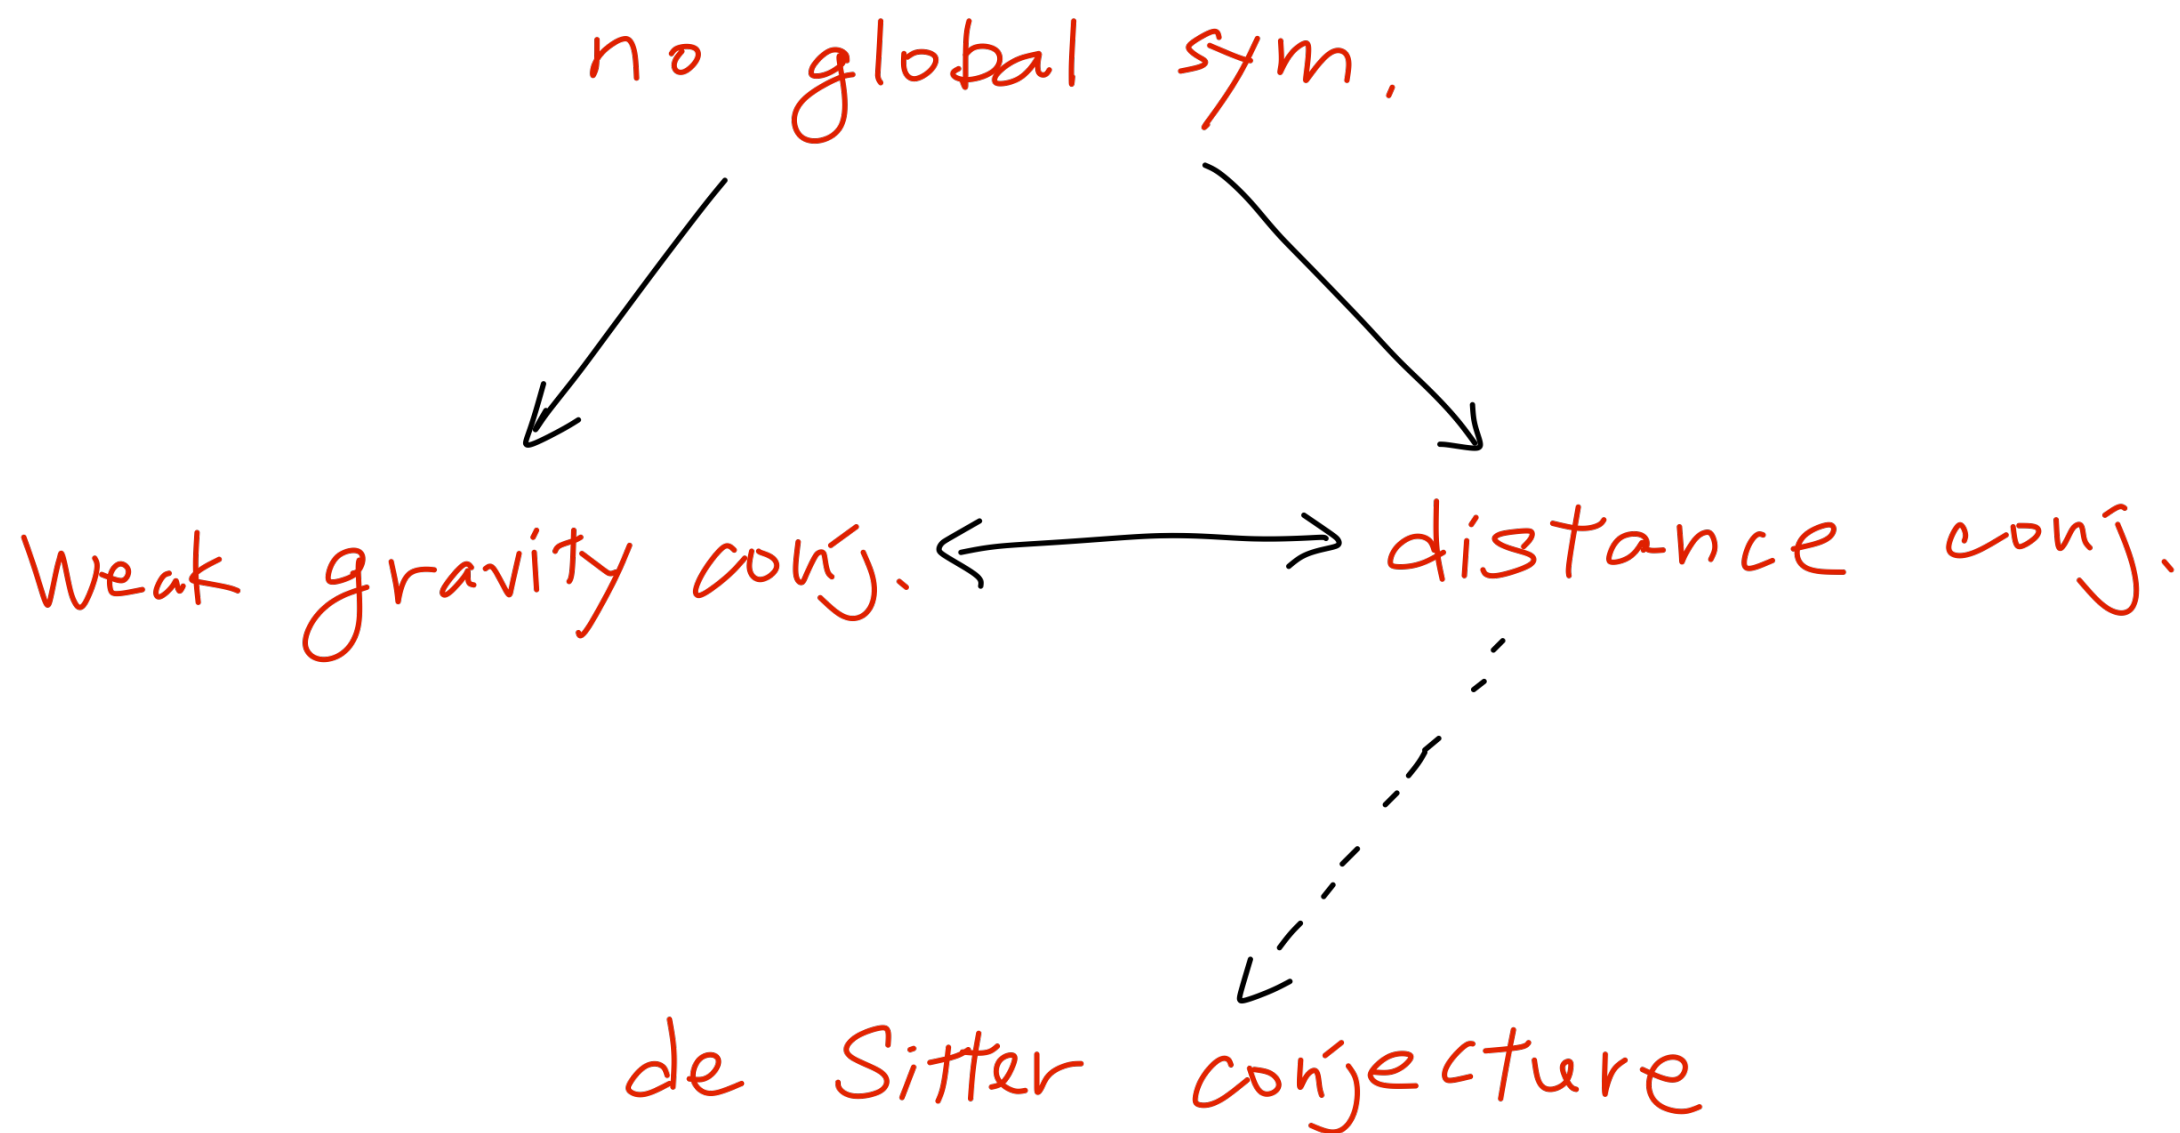 no global sym.
Weak gravity conj.
distance conj.
de Sitter conjecture